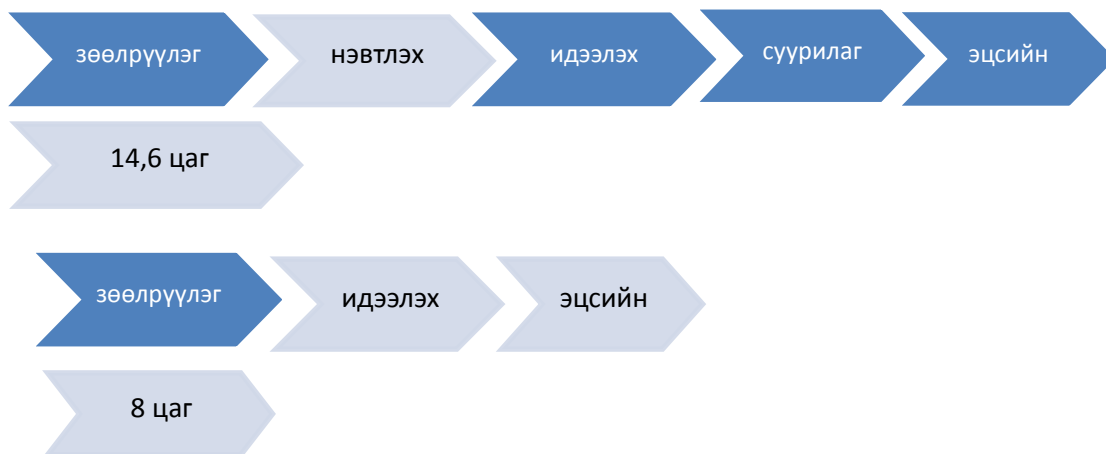 зөөлрүүлэг
нэвтлэх
идээлэх
суурилаг
эцсийн
14,6 цаг
зөөлрүүлэг
идээлэх
эцсийн
8 цаг